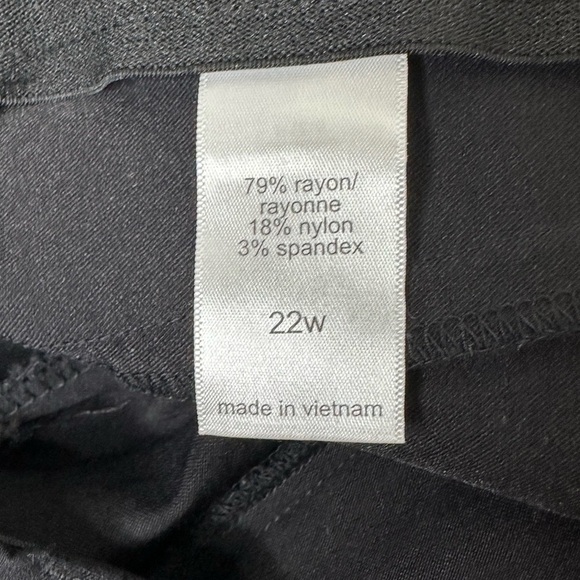 79% rayon/
rayonne
18% nylon
3% spandex
22w
made in vietnam